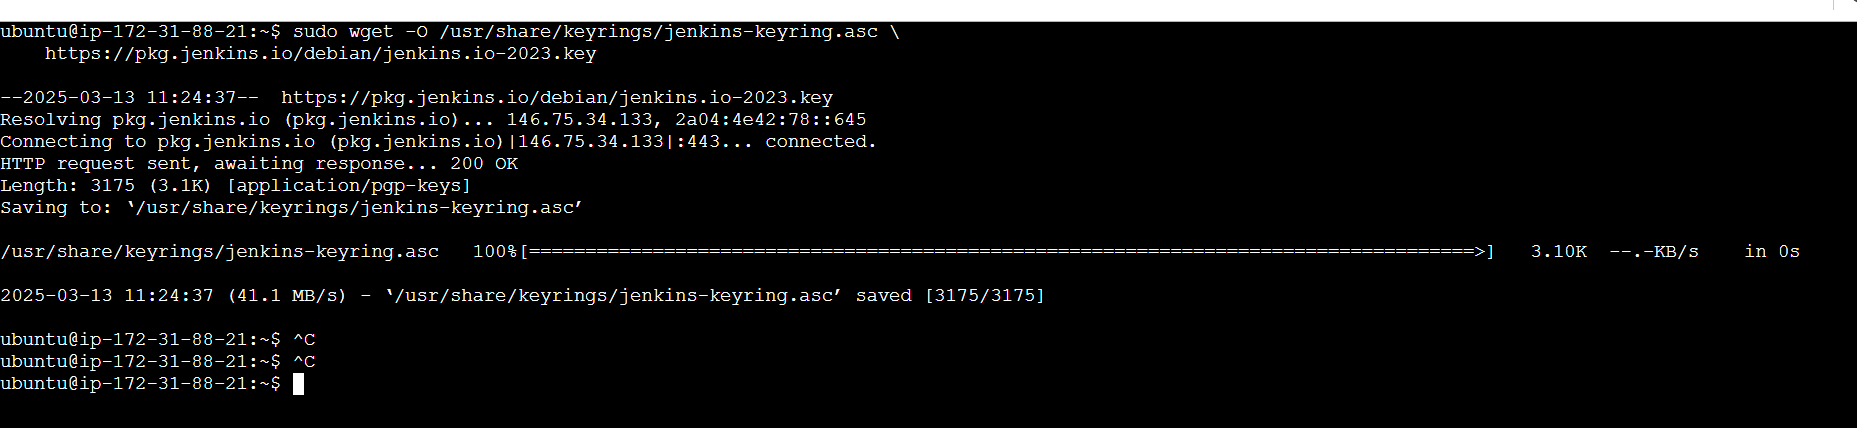 ubuntu@ip-172-31-88-21:~$ sudo wget -O /usr/share/keyrings/jenkins-keyring.asc \
    https://pkg.jenkins.io/debian/jenkins.io-2023.key
--2025-03-13 11:24:37--  https://pkg.jenkins.io/debian/jenkins.io-2023.key
Resolving pkg.jenkins.io (pkg.jenkins.io)... 146.75.34.133, 2a04:4e42:78::645
Connecting to pkg.jenkins.io (pkg.jenkins.io)|146.75.34.133|:443... connected.
HTTP request sent, awaiting response... 200 OK
Length: 3175 (3.1K) [application/pgp-keys]
Saving to: ‘/usr/share/keyrings/jenkins-keyring.asc’
/usr/share/keyrings/jenkins-keyring.asc   100%[====================================================================================>]   3.10K  --.-KB/s    in 0s
2025-03-13 11:24:37 (41.1 MB/s) - ‘/usr/share/keyrings/jenkins-keyring.asc’ saved [3175/3175]
ubuntu@ip-172-31-88-21:~$ ^C
ubuntu@ip-172-31-88-21:~$ ^C
ubuntu@ip-172-31-88-21:~$